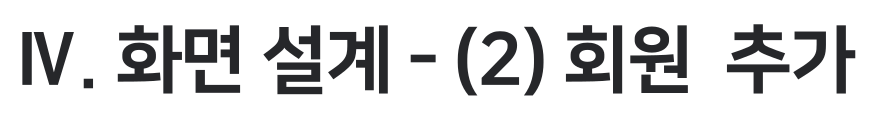 Ⅳ. 화면 설계 - (2) 회원  추가